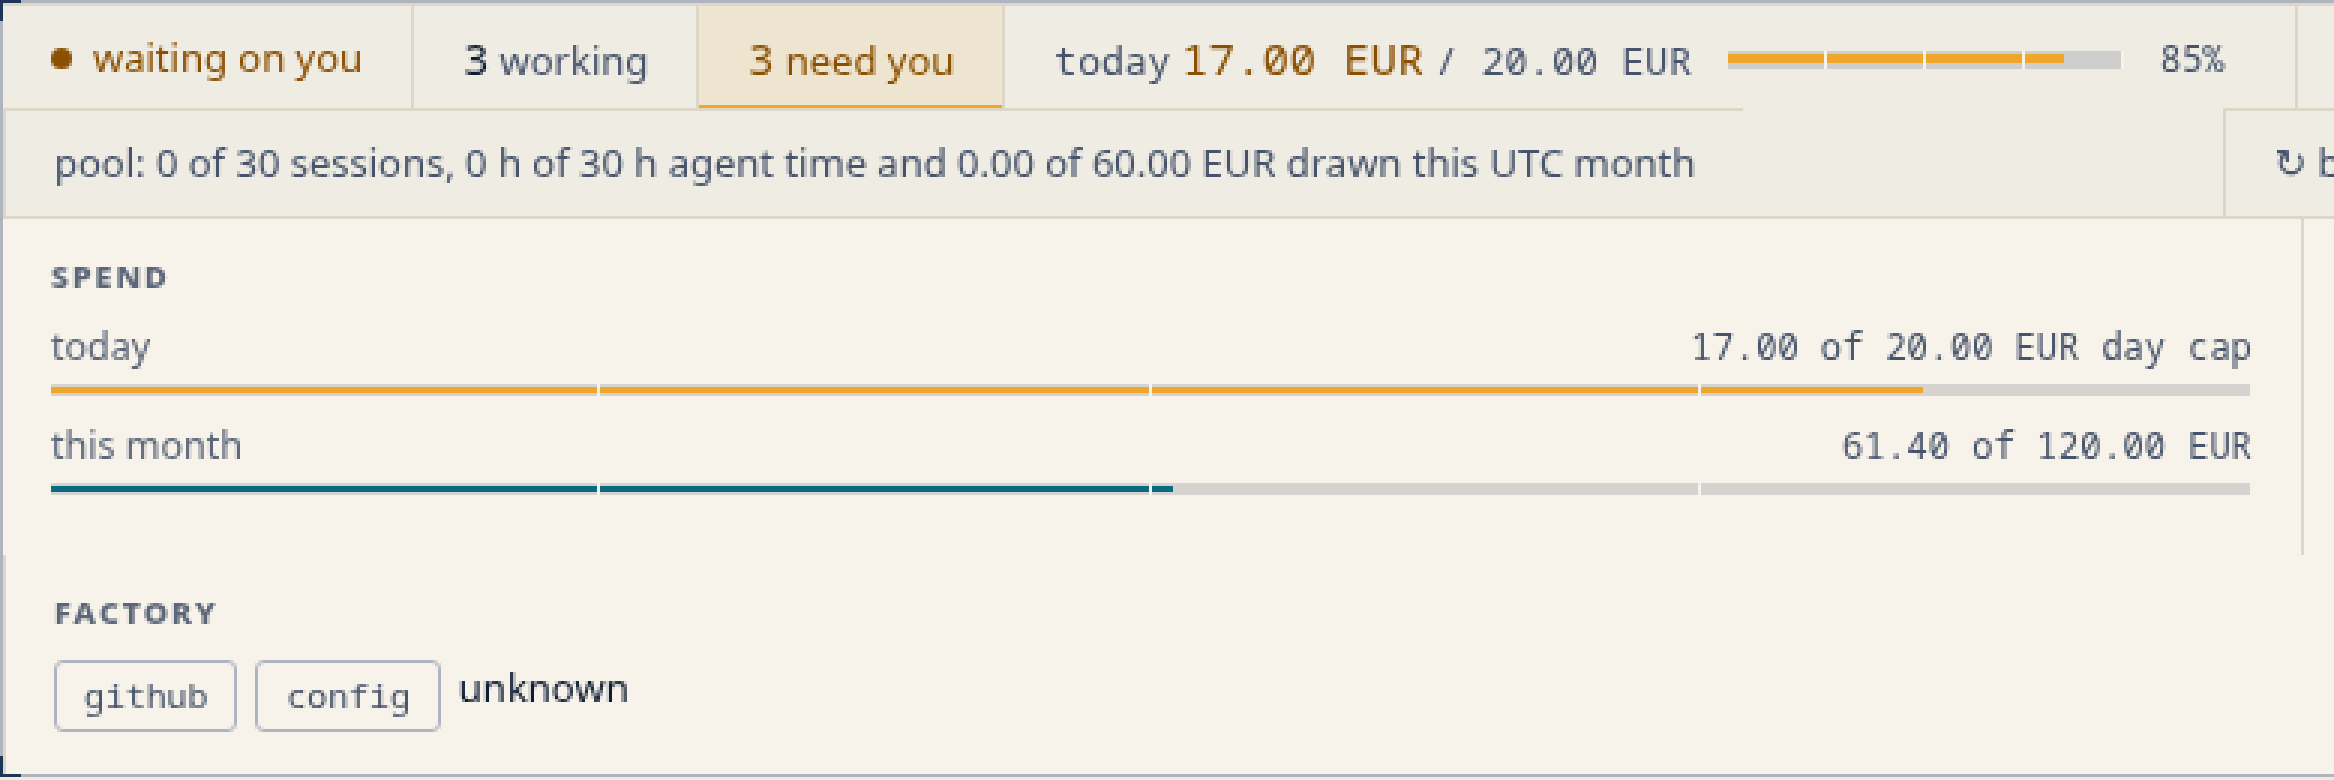 waiting on you 3 working 3 need you today 17.00 EUR / 20.00 EUR 85%
pool: 0 of 30 sessions, 0 h of 30 h agent time and 0.00 of 60.00 EUR drawn this UTC month ↻
SPEND
today 17.00 of 20.00 EUR day cap
this month 61.40 of 120.00 EUR
FACTORY
github config unknown